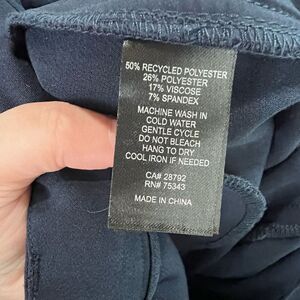 50% RECYCLED POLYESTER
26% POLYESTER
17% VISCOSE
7% SPANDEX
MACHINE WASH IN
COLD WATER
GENTLE CYCLE
DO NOT BLEACH
HANG TO DRY
COOL IRON IF NEEDED
CA# 28792
RN# 75343
MADE IN CHINA